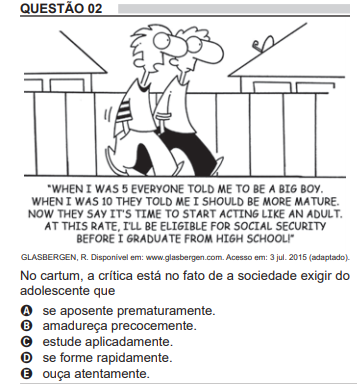 QUESTÃO 02
"WHEN I WAS 5 EVERYONE TOLD ME TO BE A BIG BOY.
WHEN I WAS 10 THEY TOLD ME I SHOULD BE MORE MATURE.
NOW THEY SAY IT'S TIME TO START ACTING LIKE AN ADULT.
AT THIS RATE, I'LL BE ELIGIBLE FOR SOCIAL SECURITY
BEFORE I GRADUATE FROM HIGH SCHOOL!"
GLASBERGEN, R. Disponível em: www.glasbergen.com. Acesso em: 3 jul. 2015 (adaptado).
No cartum, a crítica está no fato de a sociedade exigir do
adolescente que
A se aposente prematuramente.
B amadureça precocemente.
C estude aplicadamente.
D se forme rapidamente.
E ouça atentamente.